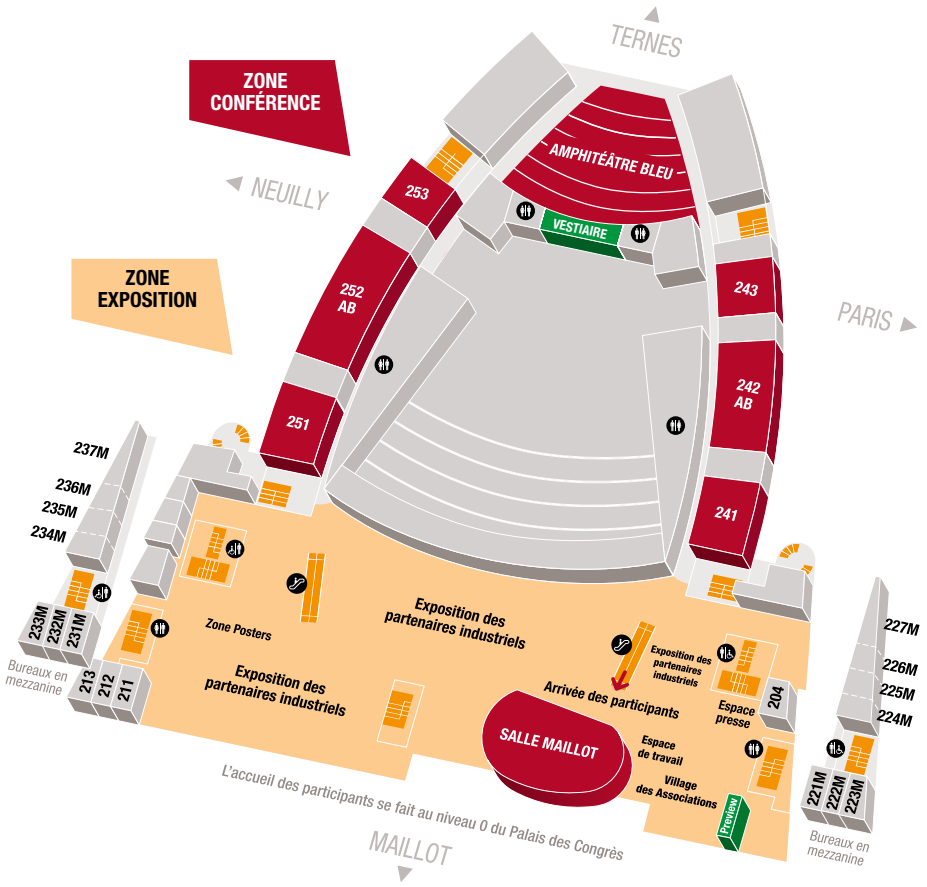 TERNES
ZONE
CONFÉRENCE
AMPHITÉÂTRE BLEU
NEUILLY
253
VESTIAIRE
ZONE
EXPOSITION
252
AB
243
PARIS
242
AB
251
237M
236M
235M
234M
241
233M
232M
231M
Bureaux en
mezzanine
213
212
211
Zone Posters
Exposition des
partenaires industriels
Exposition des
partenaires industriels
Exposition des
partenaires
industriels
Arrivée des participants
Espace
presse
204
227M
226M
225M
224M
SALLE MAILLOT
Espace
de travail
Village
des Associations
Preview
221M
222M
223M
Bureaux en
mezzanine
L'accueil des participants se fait au niveau 0 du Palais des Congrès
MAILLOT